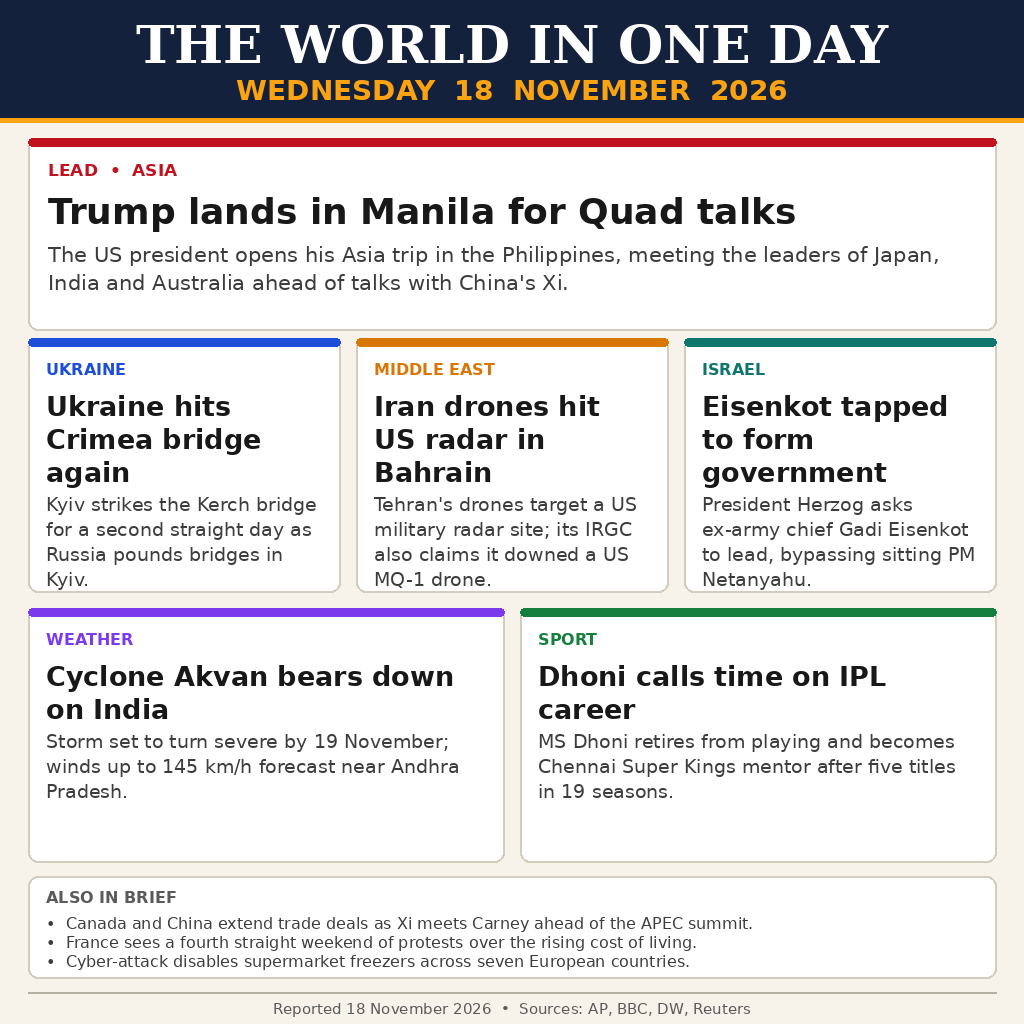 THE WORLD IN ONE DAY
WEDNESDAY 18 NOVEMBER 2026
LEAD • ASIA
Trump lands in Manila for Quad talks
The US president opens his Asia trip in the Philippines, meeting the leaders of Japan,
India and Australia ahead of talks with China's Xi.
UKRAINE
Ukraine hits
Crimea bridge
again
Kyiv strikes the Kerch bridge
for a second straight day as
Russia pounds bridges in
Kyiv.
MIDDLE EAST
Iran drones hit
US radar in
Bahrain
Tehran's drones target a US
military radar site; its IRGC
also claims it downed a US
MQ-1 drone.
ISRAEL
Eisenkot tapped
to form
government
President Herzog asks
ex-army chief Gadi Eisenkot
to lead, bypassing sitting PM
Netanyahu.
WEATHER
Cyclone Akvan bears down
on India
Storm set to turn severe by 19 November;
winds up to 145 km/h forecast near Andhra
Pradesh.
SPORT
Dhoni calls time on IPL
career
MS Dhoni retires from playing and becomes
Chennai Super Kings mentor after five titles
in 19 seasons.
ALSO IN BRIEF
• Canada and China extend trade deals as Xi meets Carney ahead of the APEC summit.
• France sees a fourth straight weekend of protests over the rising cost of living.
• Cyber-attack disables supermarket freezers across seven European countries.
Reported 18 November 2026 • Sources: AP, BBC, DW, Reuters